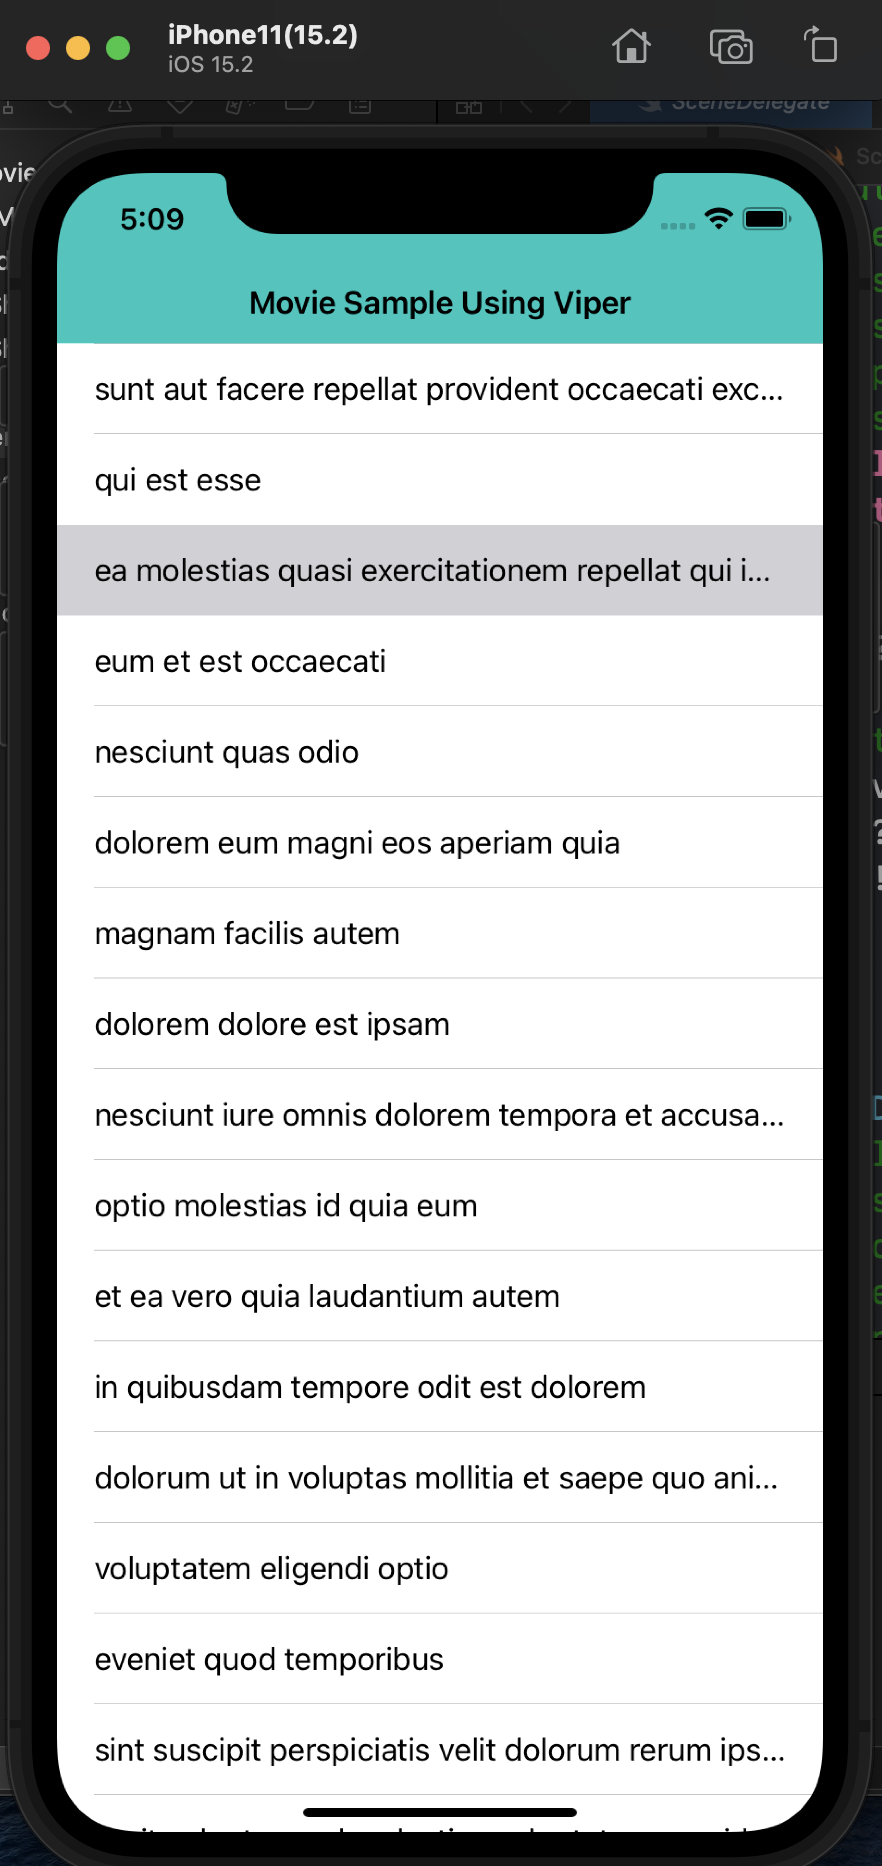 iPhone11(15.2)
iOS 15.2
SceneDelegate
5:09
Movie Sample Using Viper
sunt aut facere repellat provident occaecati exc...
qui est esse
ea molestias quasi exercitationem repellat qui i...
eum et est occaecati
nesciunt quas odio
dolorem eum magni eos aperiam quia
magnam facilis autem
dolorem dolore est ipsam
nesciunt iure omnis dolorem tempora et accusa...
optio molestias id quia eum
et ea vero quia laudantium autem
in quibusdam tempore odit est dolorem
dolorum ut in voluptas mollitia et saepe quo ani...
voluptatem eligendi optio
eveniet quod temporibus
sint suscipit perspiciatis velit dolorum rerum ips...